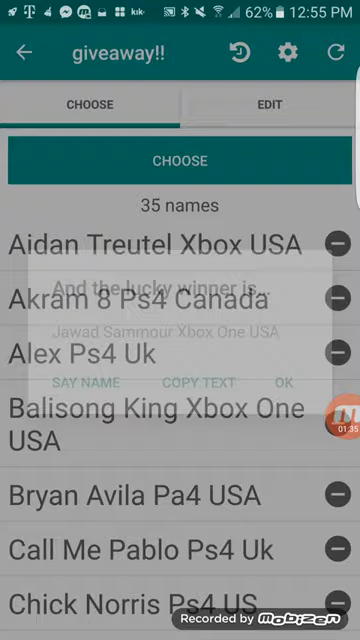 kik·
62% 12:55 PM
giveaway!!
CHOOSE
EDIT
CHOOSE
35 names
Aidan Treutel Xbox USA
And the lucky winner is...
Akram 8 Ps4 Canada
Jawad Sammour Xbox One USA
Alex Ps4 Uk
SAY NAME
COPY TEXT
OK
Balisong King Xbox One
USA
01:35
Bryan Avila Pa4 USA
Call Me Pablo Ps4 Uk
Chick Norris Ps4 US
Recorded by mobizen